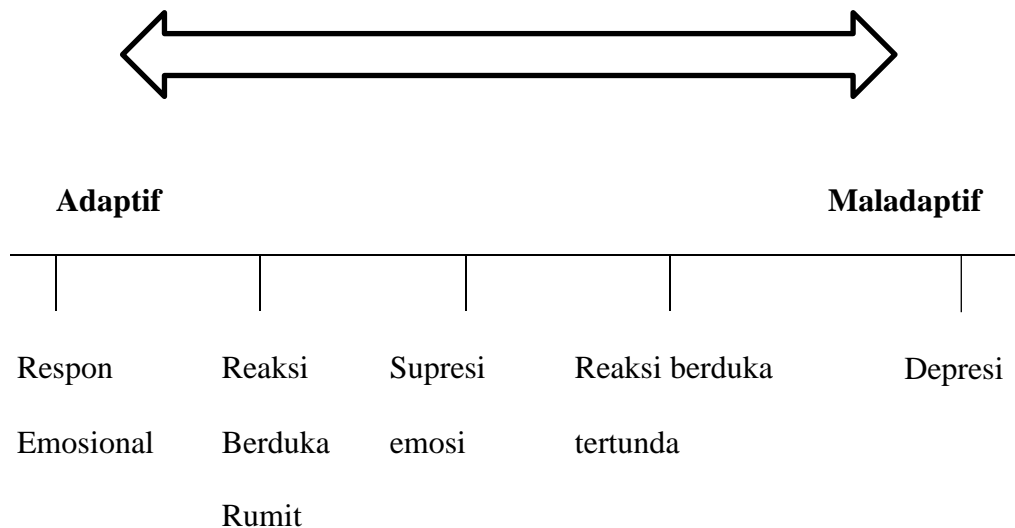 Adaptif Maladaptif
Respon Reaksi Supresi Reaksi berduka Depresi
Emosional Berduka emosi tertunda
Rumit